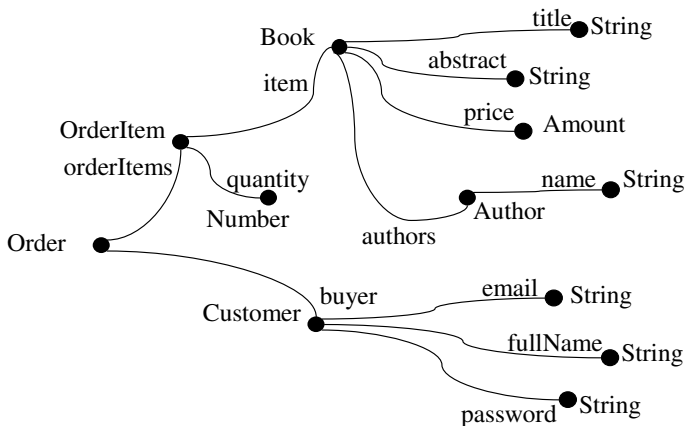 title String
Book
abstract
item String
price Amount
OrderItem
orderItems
quantity
Number
name String
Author
authors
Order
buyer
email String
Customer
fullName String
password String